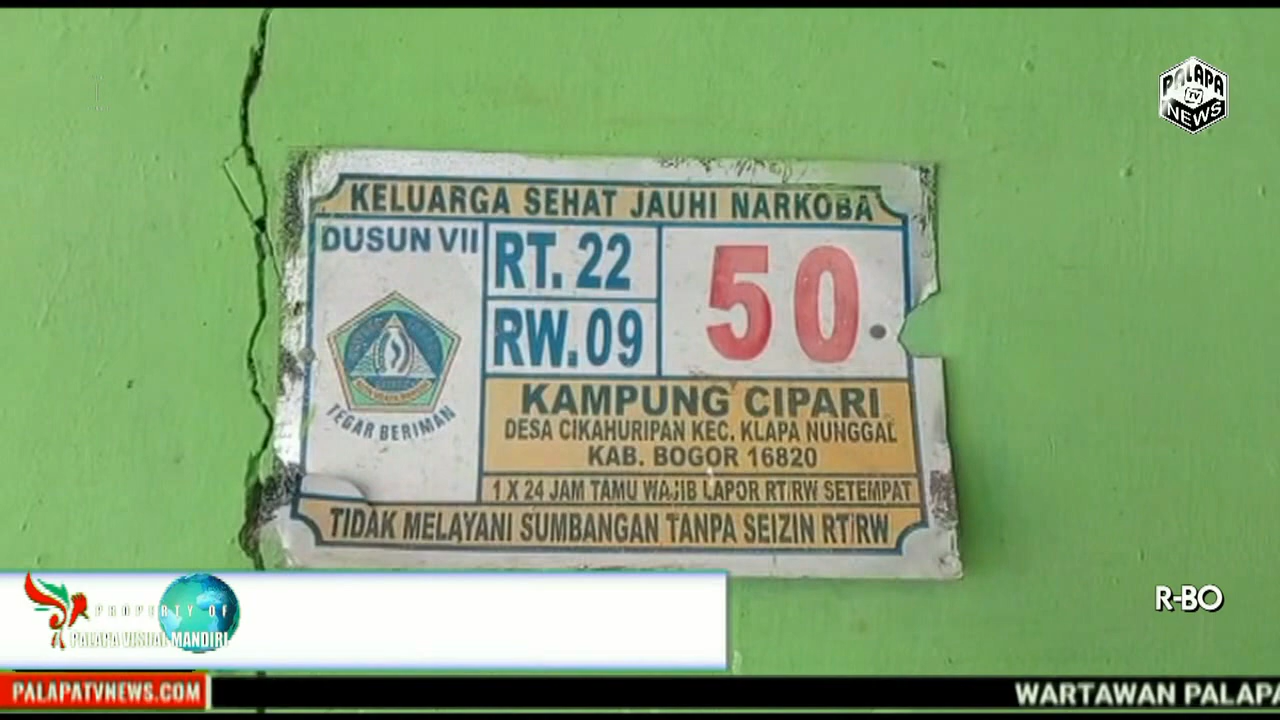 PALAPA
TV
NEWS
KELUARGA SEHAT JAUHI NARKOBA
DUSUN VII
RT. 22
RW. 09
50
TEGAR BERIMAN
KAMPUNG CIPARI
DESA CIKAHURIPAN KEC. KLAPA NUNGGAL
KAB. BOGOR 16820
1 X 24 JAM TAMU WAJIB LAPOR RT/RW SETEMPAT
TIDAK MELAYANI SUMBANGAN TANPA SEIZIN RT/RW
PROPERTY OF
PALAPA VISUAL MANDIRI
R-BO
PALAPATVNEWS.COM
WARTAWAN PALAPA